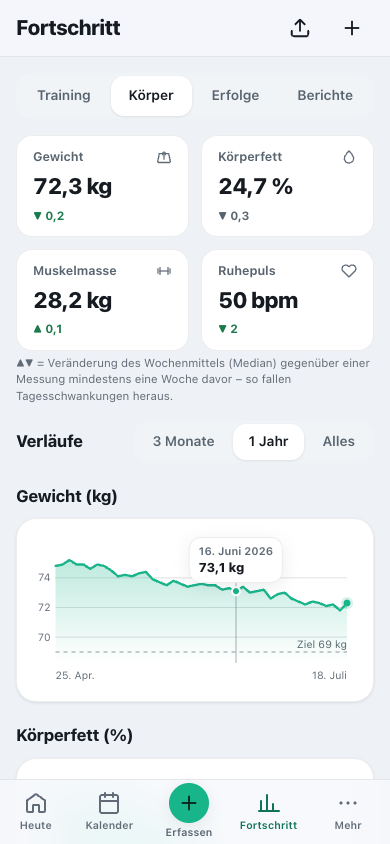 Fortschritt
Training
Körper
Erfolge
Berichte
Gewicht
72,3 kg
▼ 0,2
Körperfett
24,7 %
▼ 0,3
Muskelmasse
28,2 kg
▲ 0,1
Ruhepuls
50 bpm
▼ 2
▲▼ = Veränderung des Wochenmittels (Median) gegenüber einer
Messung mindestens eine Woche davor – so fallen
Tagesschwankungen heraus.
Verläufe
3 Monate
1 Jahr
Alles
Gewicht (kg)
16. Juni 2026
73,1 kg
74
72
70
Ziel 69 kg
25. Apr.
18. Juli
Körperfett (%)
Heute
Kalender
Erfassen
Fortschritt
Mehr